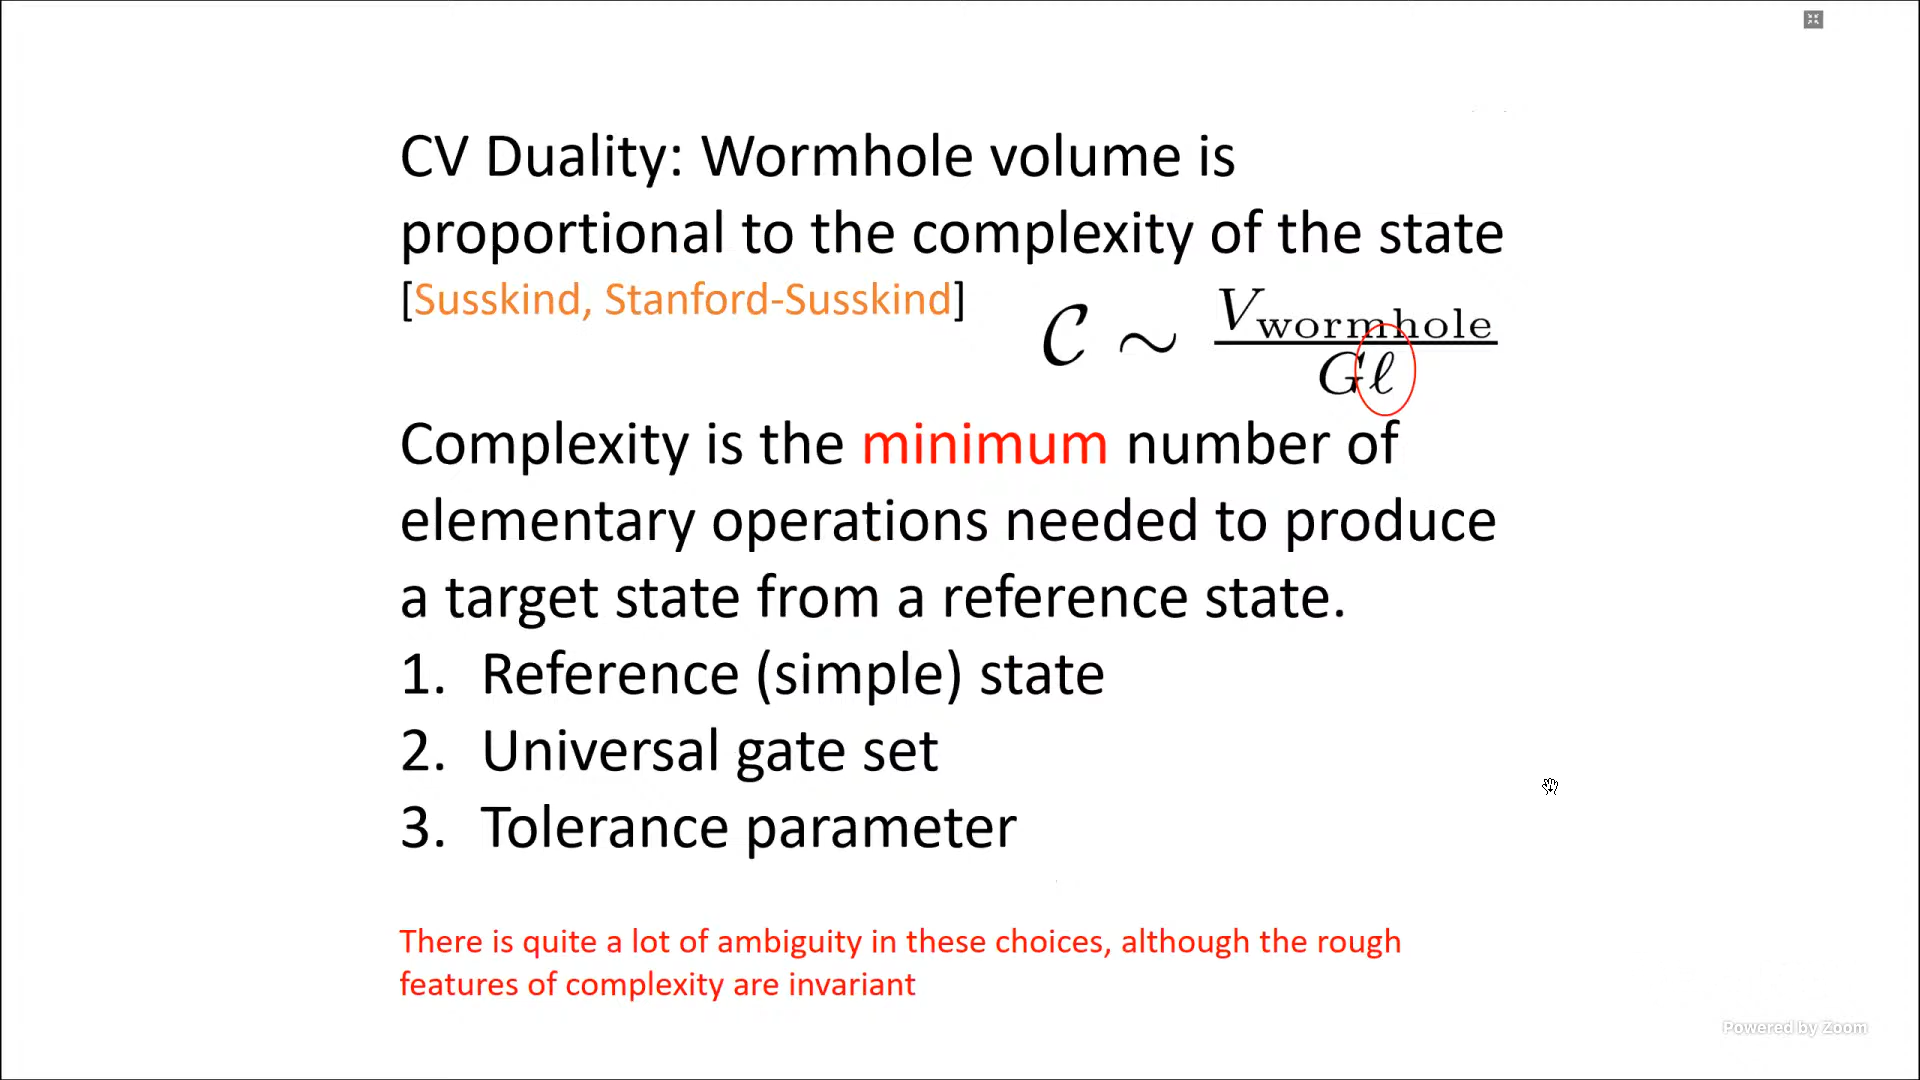 CV Duality: Wormhole volume is
proportional to the complexity of the state
[Susskind, Stanford-Susskind]
𝒞 ~ V_wormhole / Gℓ
Complexity is the minimum number of
elementary operations needed to produce
a target state from a reference state.
1. Reference (simple) state
2. Universal gate set
3. Tolerance parameter
There is quite a lot of ambiguity in these choices, although the rough
features of complexity are invariant
Powered by Zoom